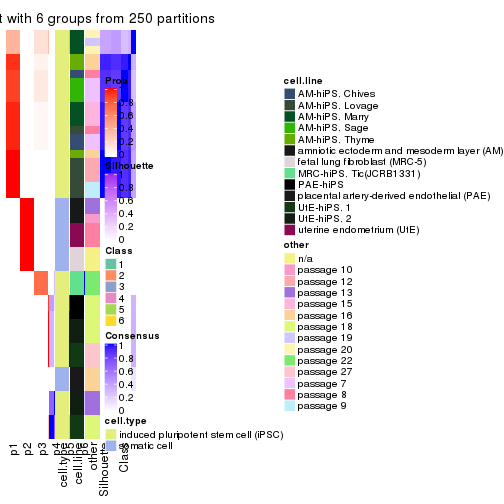 t with 6 groups from 250 partitions
p1
p2
p3
p4
cell.type
p5
cell.line
p6
other
Silhouette
Class
Prob
0.8
0.6
0.4
0.2
0
Silhouette
1
0.8
0.6
0.4
0.2
0
Class
1
2
3
4
5
6
Consensus
1
0.8
0.6
0.4
0.2
0
cell.type
induced pluripotent stem cell (iPSC)
somatic cell
cell.line
AM-hiPS. Chives
AM-hiPS. Lovage
AM-hiPS. Marry
AM-hiPS. Sage
AM-hiPS. Thyme
amniotic ectoderm and mesoderm layer (AM)
fetal lung fibroblast (MRC-5)
MRC-hiPS. Tic(JCRB1331)
PAE-hiPS
placental artery-derived endothelial (PAE)
UtE-hiPS. 1
UtE-hiPS. 2
uterine endometrium (UtE)
other
n/a
passage 10
passage 12
passage 13
passage 15
passage 16
passage 18
passage 19
passage 20
passage 22
passage 27
passage 7
passage 8
passage 9